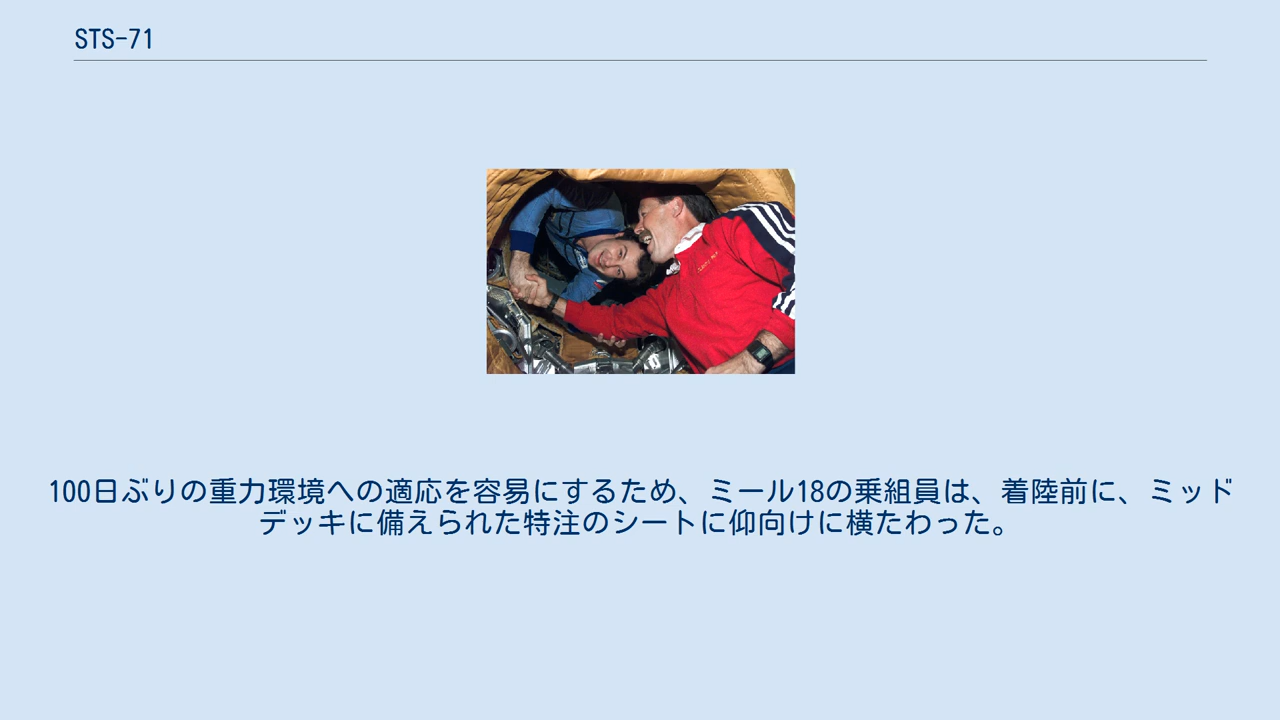 STS-71
100日ぶりの重力環境への適応を容易にするため、ミール18の乗組員は、着陸前に、ミッド
デッキに備えられた特注のシートに仰向けに横たわった。